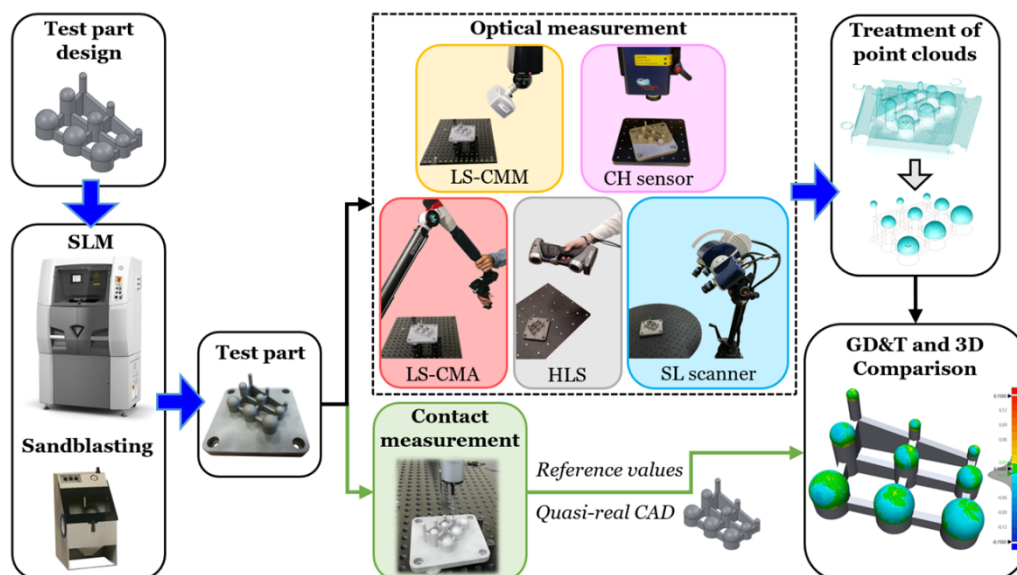 Test part
design
SLM
Sandblasting
Test part
Optical measurement
LS-CMM
CH sensor
LS-CMA
HLS
SL scanner
Contact
measurement
Reference values
Quasi-real CAD
Treatment of
point clouds
GD&T and 3D
Comparison